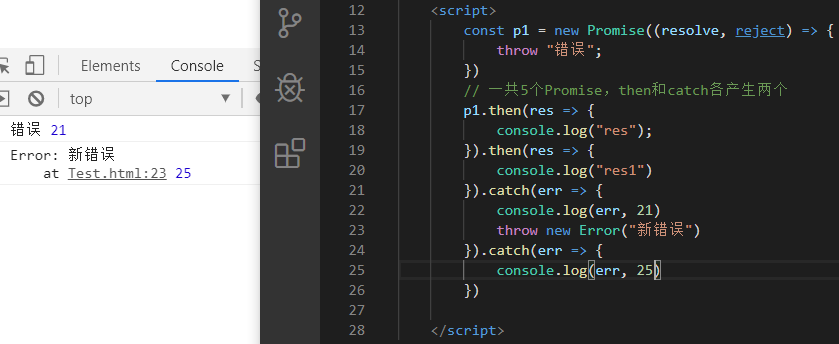 Elements Console S
top
错误 21
Error: 新错误
at Test.html:23 25
12 <script>
13 const p1 = new Promise((resolve, reject) => {
14 throw "错误";
15 })
16 // 一共5个Promise，then和catch各产生两个
17 p1.then(res => {
18 console.log("res");
19 }).then(res => {
20 console.log("res1")
21 }).catch(err => {
22 console.log(err, 21)
23 throw new Error("新错误")
24 }).catch(err => {
25 console.log(err, 25)
26 })
27
28 </script>